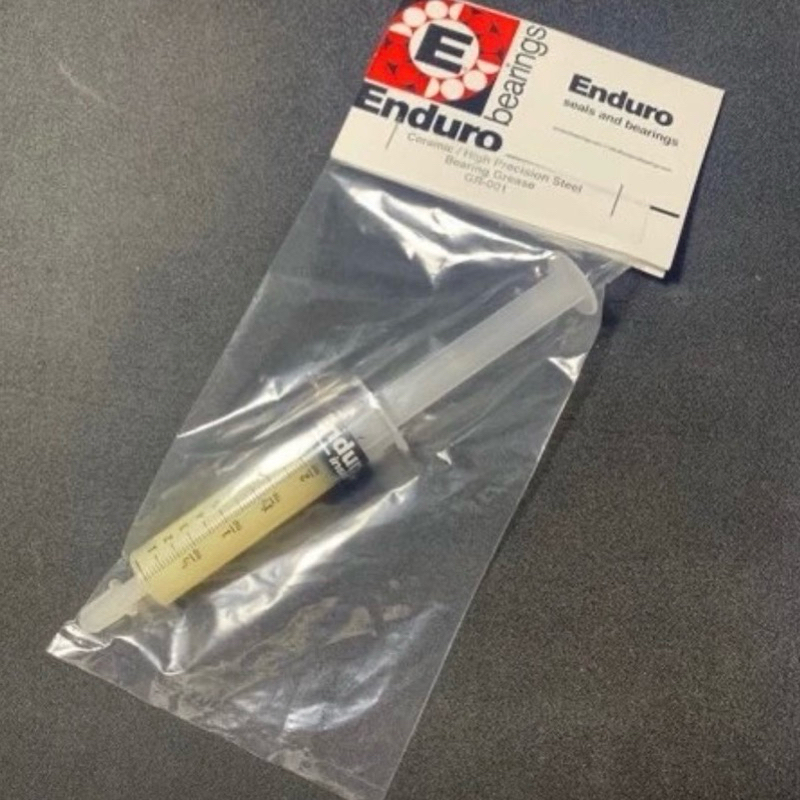 E
Enduro
bearings
Ceramic / High Precision Steel
Bearing Grease
GR-001
Enduro
seals and bearings